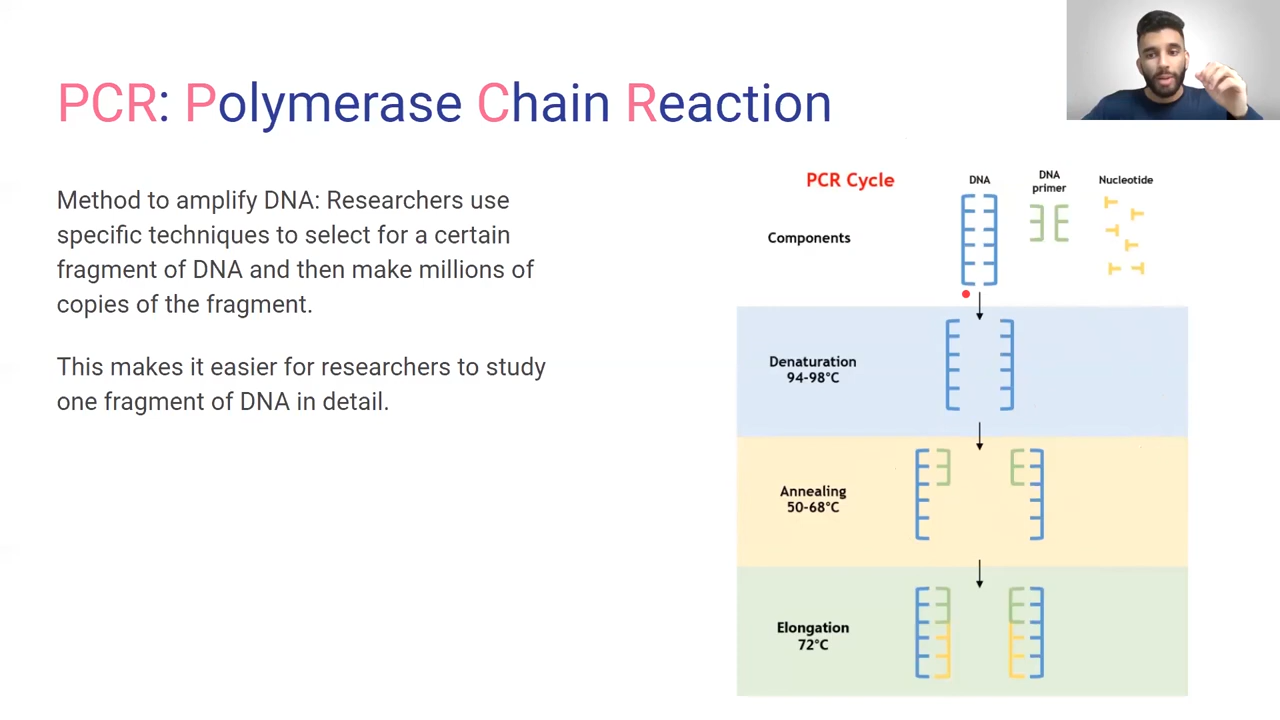 PCR: Polymerase Chain Reaction
Method to amplify DNA: Researchers use
specific techniques to select for a certain
fragment of DNA and then make millions of
copies of the fragment.
This makes it easier for researchers to study
one fragment of DNA in detail.
PCR Cycle
DNA
DNA
primer
Nucleotide
Components
Denaturation
94-98°C
Annealing
50-68°C
Elongation
72°C